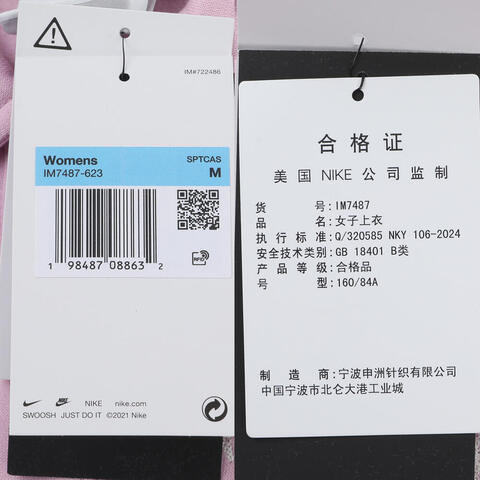 IM#722486
Womens
SPTCAS
IM7487-623
M
1 98487 08863 2
RFID
NIKE nike.com
SWOOSH JUST DO IT ©2021 Nike
合格证
美国NIKE公司监制
货号:IM7487
品名:女子上衣
执行标准:Q/320585 NKY 106-2024
安全技术类别:GB 18401 B类
产品等级:合格品
号型:160/84A
制造商:宁波申洲针织有限公司
中国宁波市北仑大港工业城